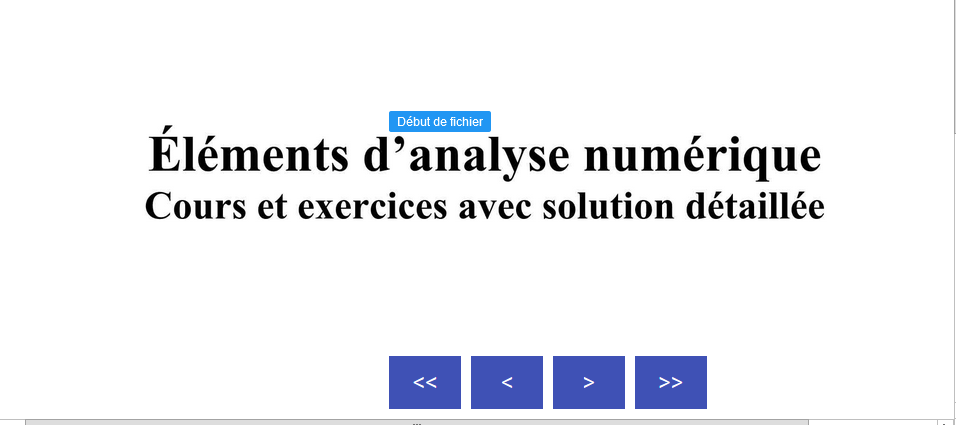 Début de fichier
Éléments d’analyse numérique
Cours et exercices avec solution détaillée
<< < > >>